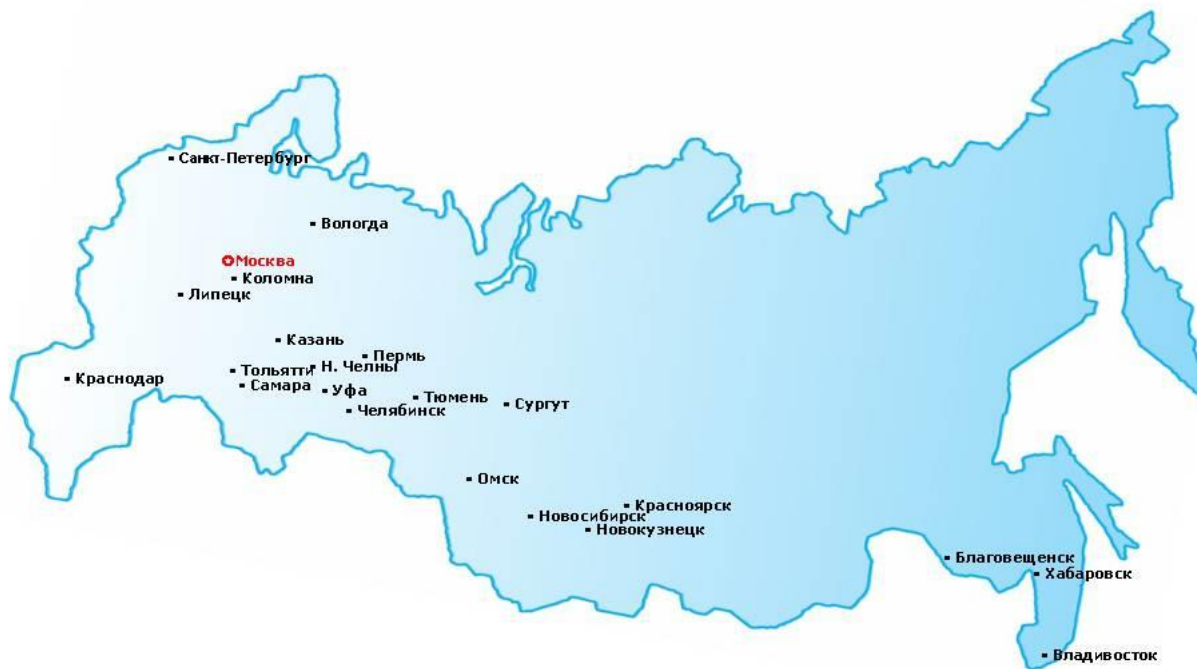 Санкт-Петербург
Вологда
Москва
Коломна
Липецк
Казань
Пермь
Н. Челны
Тольятти
Краснодар
Самара
Уфа
Тюмень
Сургут
Челябинск
Омск
Красноярск
Новосибирск
Новокузнецк
Благовещенск
Хабаровск
Владивосток